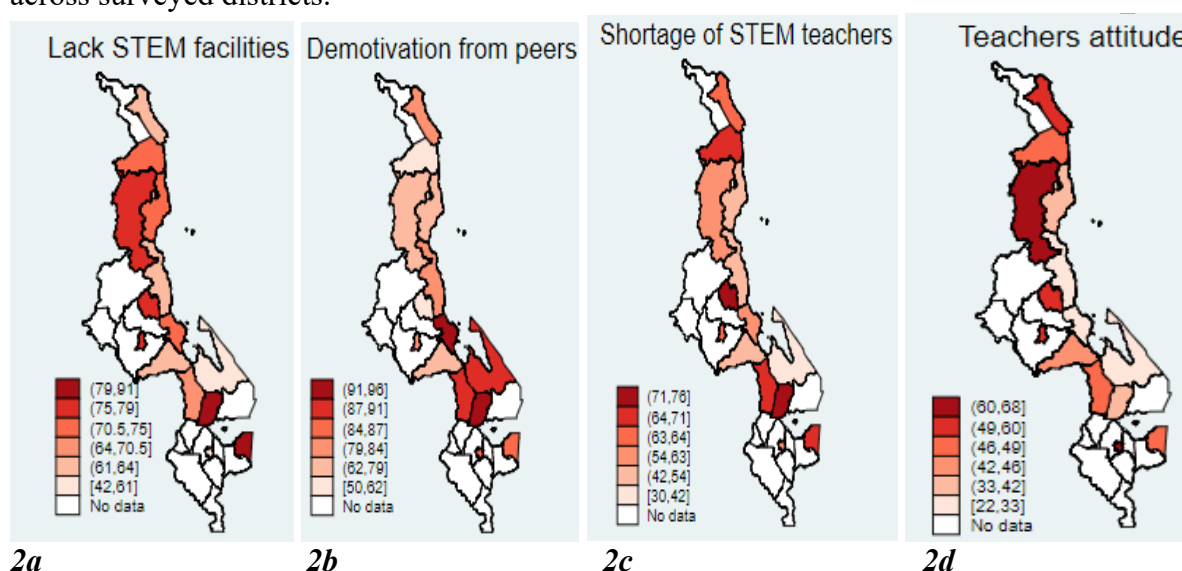 across surveyed districts.
Lack STEM facilities
Demotivation from peers
Shortage of STEM teachers
Teachers attitude
(79,91]
(75,79]
(70.5,75]
(64,70.5]
(61,64]
[42,61]
No data
(91,96]
(87,91]
(84,87]
(79,84]
(62,79]
[50,62]
No data
(71,76]
(64,71]
(63,64]
(54,63]
(42,54]
[30,42]
No data
(60,68]
(49,60]
(46,49]
(42,46]
(33,42]
[22,33]
No data
2a
2b
2c
2d